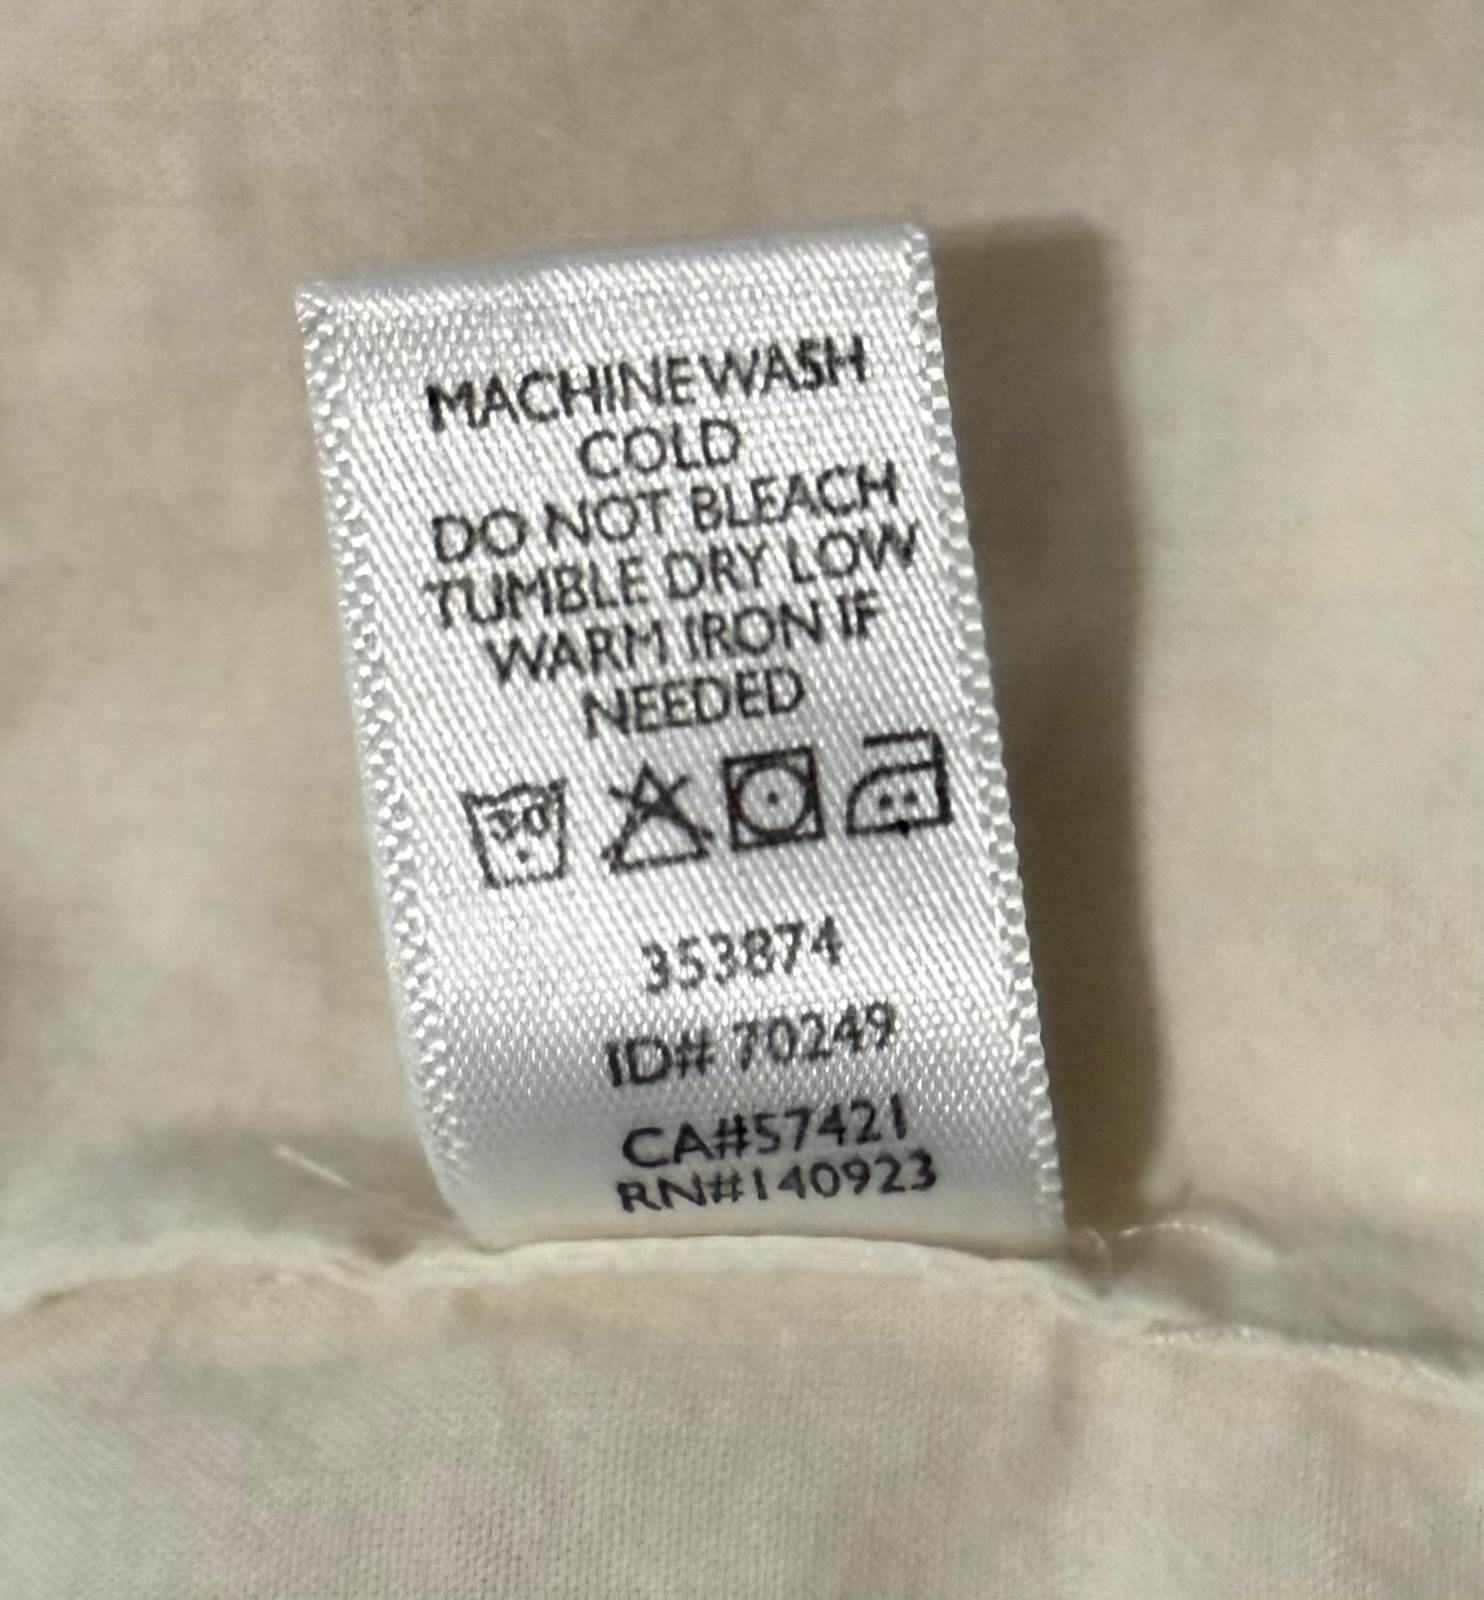 MACHINE WASH
COLD
DO NOT BLEACH
TUMBLE DRY LOW
WARM IRON IF
NEEDED
30
353874
ID# 70249
CA#57421
RN#140923